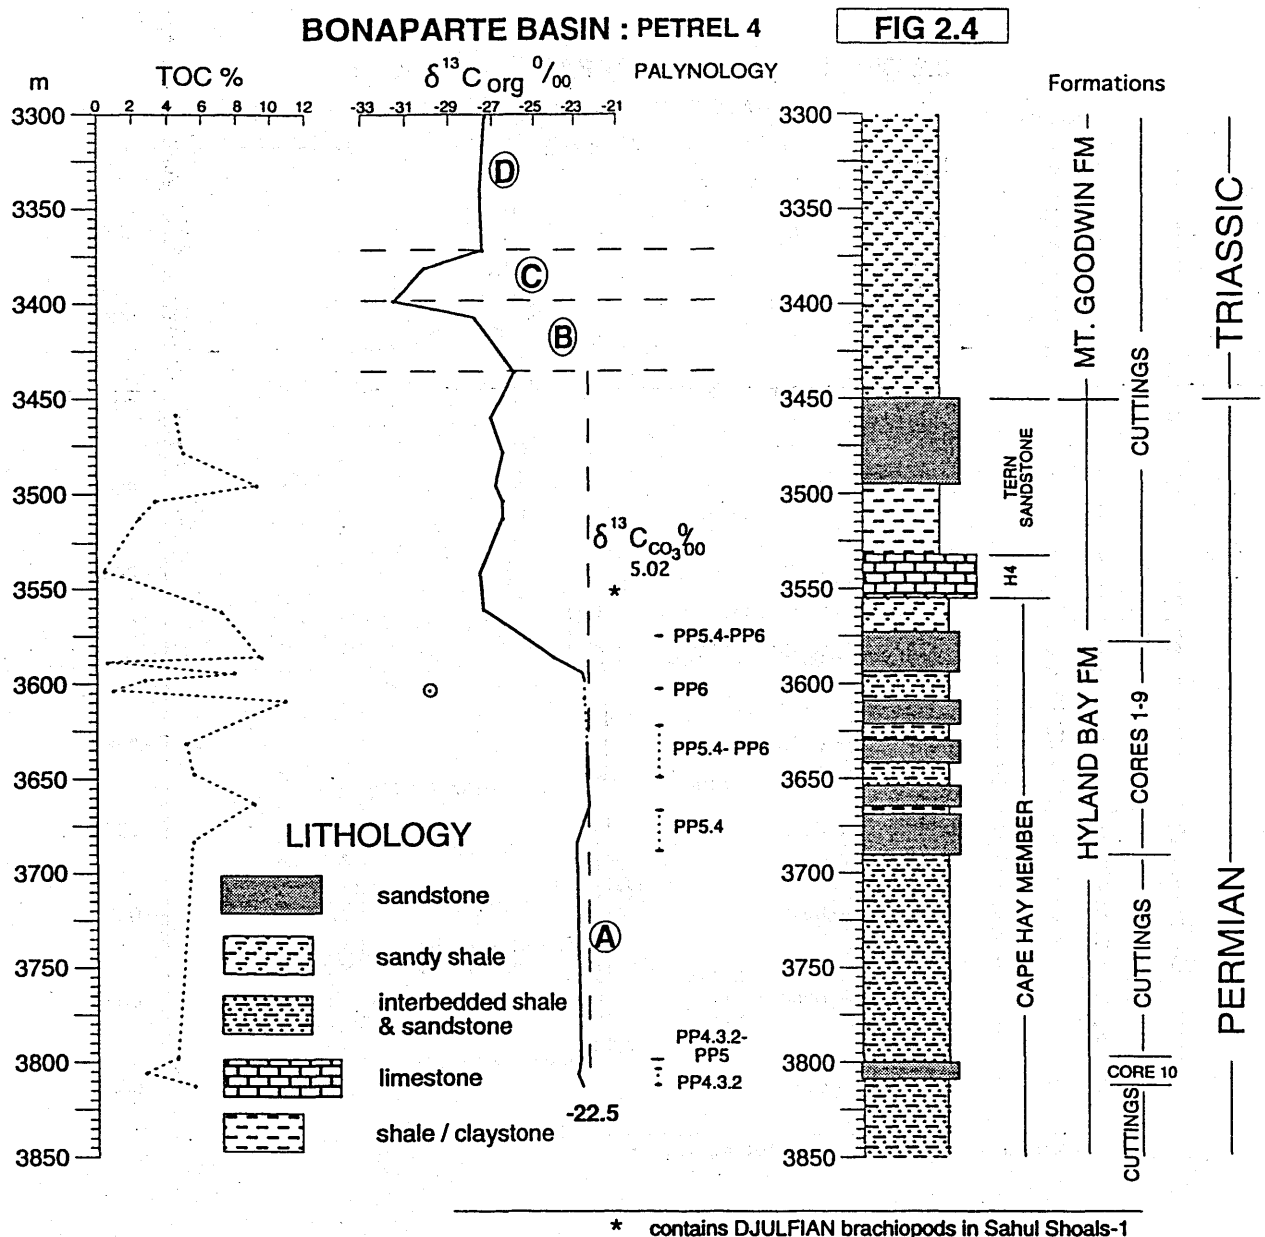 BONAPARTE BASIN : PETREL 4
FIG 2.4
m
TOC %
δ13C org 0/00
PALYNOLOGY
Formations
0 2 4 6 8 10 12
-33 -31 -29 -27 -25 -23 -21
3300
3350
3400
3450
3500
3550
3600
3650
3700
3750
3800
3850
D
C
B
A
δ13C CO3 ‰
5.02
*
PP5.4-PP6
PP6
PP5.4- PP6
PP5.4
PP4.3.2-
PP5
PP4.3.2
-22.5
LITHOLOGY
sandstone
sandy shale
interbedded shale
& sandstone
limestone
shale / claystone
3300
3350
3400
3450
3500
3550
3600
3650
3700
3750
3800
3850
TERN
SANDSTONE
H4
CAPE HAY MEMBER
MT. GOODWIN FM
HYLAND BAY FM
CUTTINGS
CORES 1-9
CUTTINGS
CORE 10
CUTTINGS
TRIASSIC
PERMIAN
* contains DJULFIAN brachiopods in Sahul Shoals-1